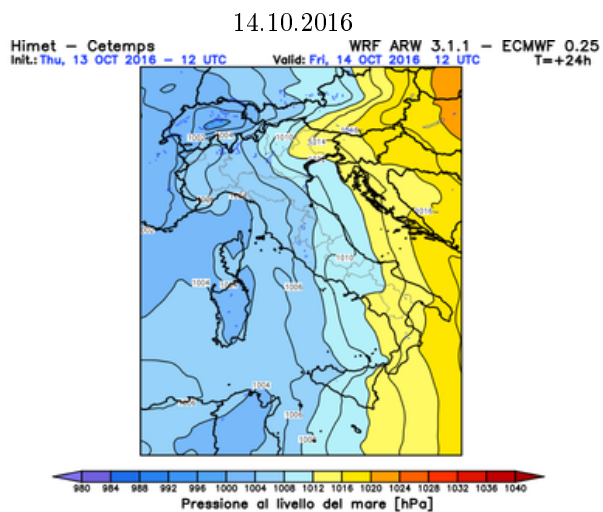 14.10.2016
Himet – Cetemps WRF ARW 3.1.1 – ECMWF 0.25
Init.: Thu, 13 OCT 2016 – 12 UTC Valid: Fri, 14 OCT 2016 12 UTC T=+24h
1002 1004 1010 1014
1016
1010
1004 1006
1004
1006
980 984 988 992 996 1000 1004 1008 1012 1016 1020 1024 1028 1032 1036 1040
Pressione al livello del mare [hPa]